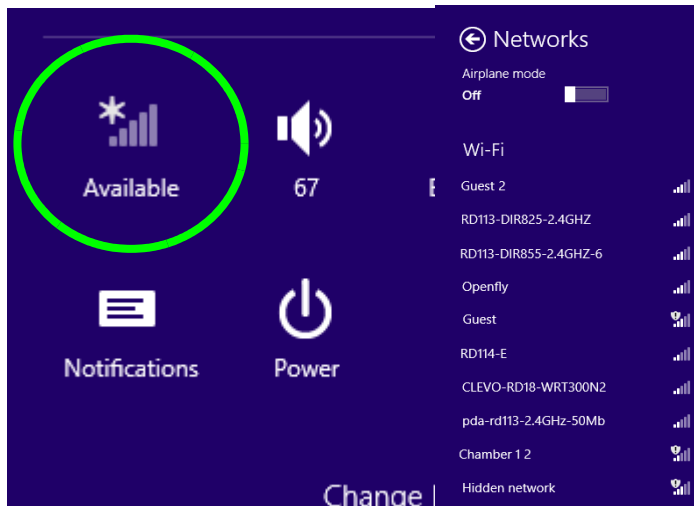 Available
67
Notifications
Power
Change
Networks
Airplane mode
Off
Wi-Fi
Guest 2
RD113-DIR825-2.4GHZ
RD113-DIR855-2.4GHZ-6
Openfly
Guest
RD114-E
CLEVO-RD18-WRT300N2
pda-rd113-2.4GHz-50Mb
Chamber 1 2
Hidden network